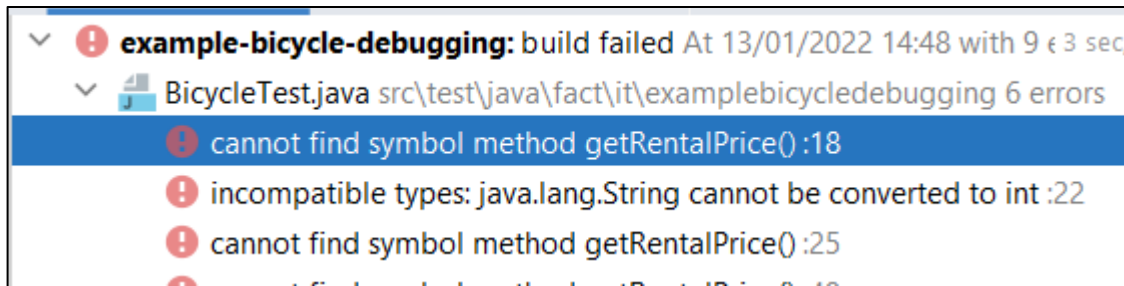 example-bicycle-debugging: build failed At 13/01/2022 14:48 with 9 3 sec
BicycleTest.java src\test\java\fact\it\examplebicycledebugging 6 errors
cannot find symbol method getRentalPrice() :18
incompatible types: java.lang.String cannot be converted to int :22
cannot find symbol method getRentalPrice() :25